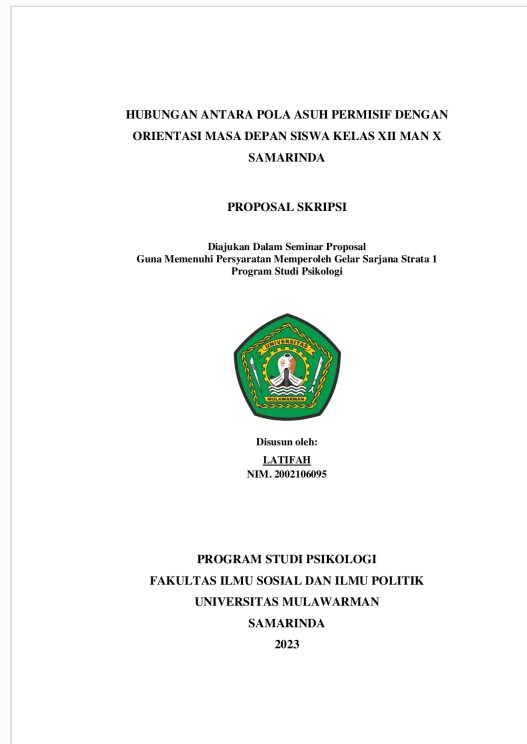 HUBUNGAN ANTARA POLA ASUH PERMISIF DENGAN
ORIENTASI MASA DEPAN SISWA KELAS XII MAN X
SAMARINDA
PROPOSAL SKRIPSI
Diajukan Dalam Seminar Proposal
Guna Memenuhi Persyaratan Memperoleh Gelar Sarjana Strata 1
Program Studi Psikologi
UNIVERSITAS
MULAWARMAN
Disusun oleh:
LATIFAH
NIM. 2002106095
PROGRAM STUDI PSIKOLOGI
FAKULTAS ILMU SOSIAL DAN ILMU POLITIK
UNIVERSITAS MULAWARMAN
SAMARINDA
2023